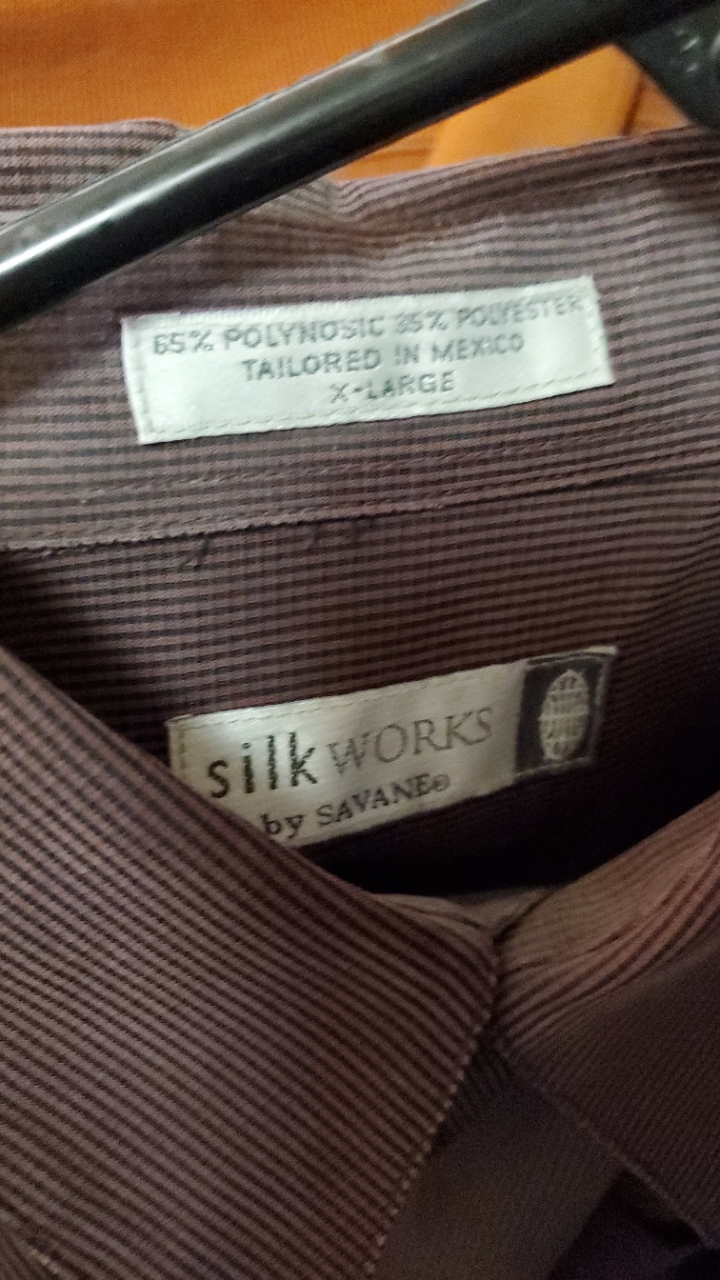 65% POLYNOSIC 35% POLYESTER
TAILORED IN MEXICO
X-LARGE
silk WORKS
by SAVANE®